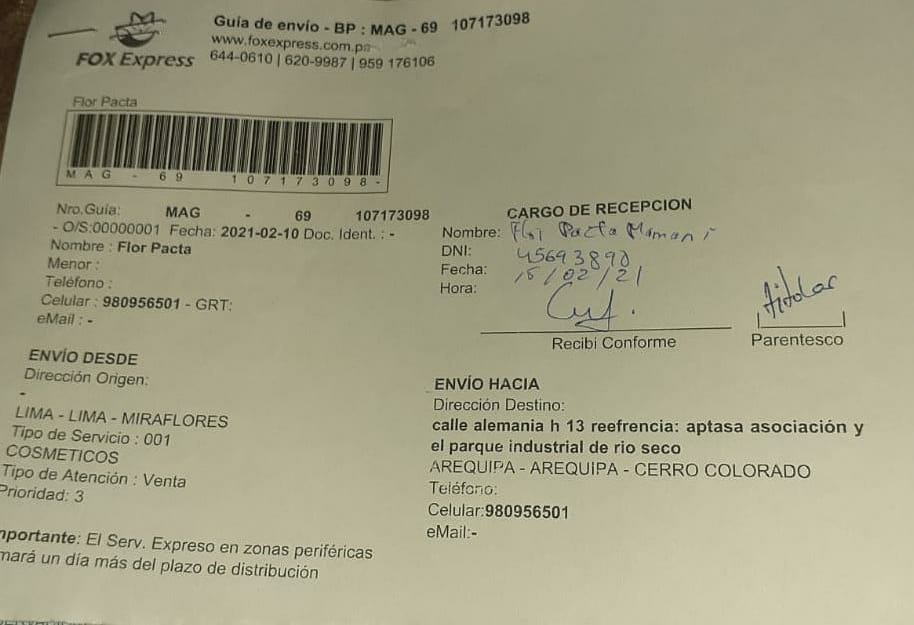 Guía de envío - BP : MAG - 69 107173098
www.foxexpress.com.pe
FOX Express 644-0610 | 620-9987 | 959 176106
Flor Pacta
MAG - 69 107173098-
Nro.Guia: MAG - 69 107173098
- O/S:00000001 Fecha: 2021-02-10 Doc. Ident. : -
Nombre : Flor Pacta
Menor :
Teléfono :
Celular : 980956501 - GRT:
eMail : -
CARGO DE RECEPCION
Nombre: Flor Pacta Mamani
DNI: 45693890
Fecha: 15/02/21
Hora:
Recibi Conforme
titular
Parentesco
ENVÍO DESDE
Dirección Origen:
-
LIMA - LIMA - MIRAFLORES
Tipo de Servicio : 001
COSMETICOS
Tipo de Atención : Venta
Prioridad: 3
ENVÍO HACIA
Dirección Destino:
calle alemania h 13 reefrencia: aptasa asociación y
el parque industrial de rio seco
AREQUIPA - AREQUIPA - CERRO COLORADO
Teléfono:
Celular:980956501
eMail:-
mportante: El Serv. Expreso en zonas periféricas
mará un día más del plazo de distribución